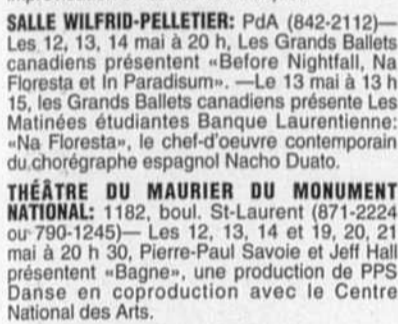 SALLE WILFRID-PELLETIER: PdA (842-2112)—
Les 12, 13, 14 mai à 20 h, Les Grands Ballets
canadiens présentent «Before Nightfall, Na
Floresta et In Paradisum». —Le 13 mai à 13 h
15, les Grands Ballets canadiens présente Les
Matinées étudiantes Banque Laurentienne:
«Na Floresta», le chef-d'oeuvre contemporain
du chorégraphe espagnol Nacho Duato.
THÉÂTRE DU MAURIER DU MONUMENT
NATIONAL: 1182, boul. St-Laurent (871-2224
ou 790-1245)— Les 12, 13, 14 et 19, 20, 21
mai à 20 h 30, Pierre-Paul Savoie et Jeff Hall
présentent «Bagne», une production de PPS
Danse en coproduction avec le Centre
National des Arts.